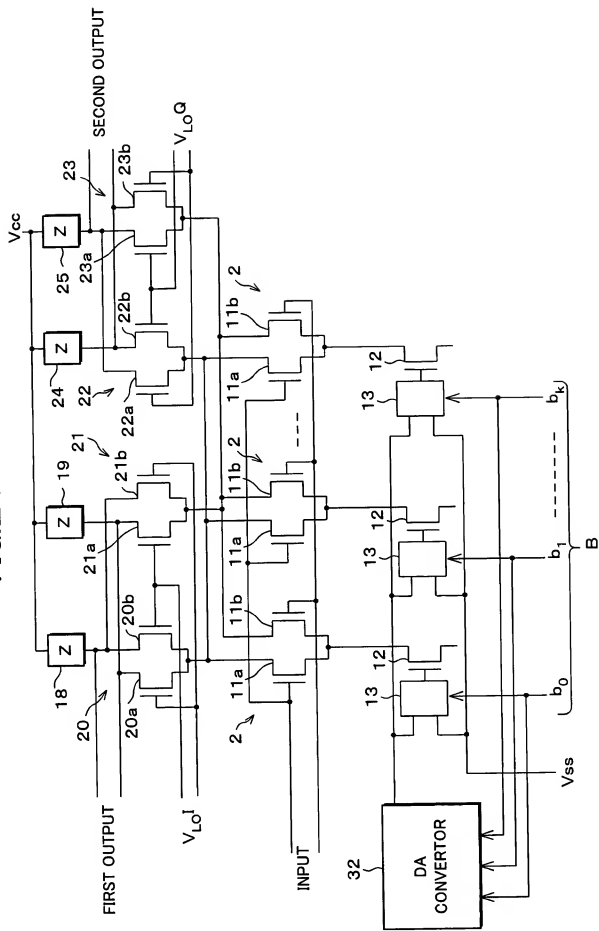 Vcc
SECOND OUTPUT
Z
18
Z
19
Z
24
Z
25
23
20
21
22
20a
20b
21a
21b
22a
22b
23a
23b
FIRST OUTPUT
VLOI
VLOQ
2
11a
11b
2
11a
11b
2
11a
11b
INPUT
12
12
12
13
13
13
32
DA
CONVERTOR
Vss
b0
b1
bk
B